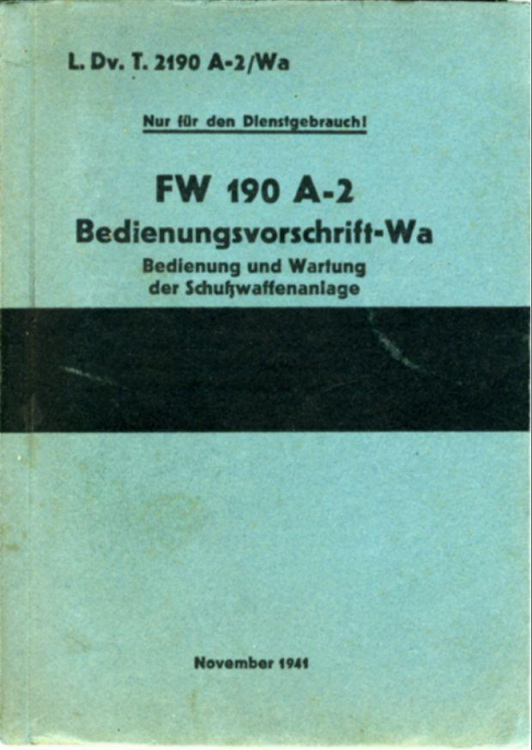 L. Dv. T. 2190 A-2/Wa
Nur für den Dienstgebrauch!
FW 190 A-2
Bedienungsvorschrift-Wa
Bedienung und Wartung
der Schußwaffenanlage
November 1941